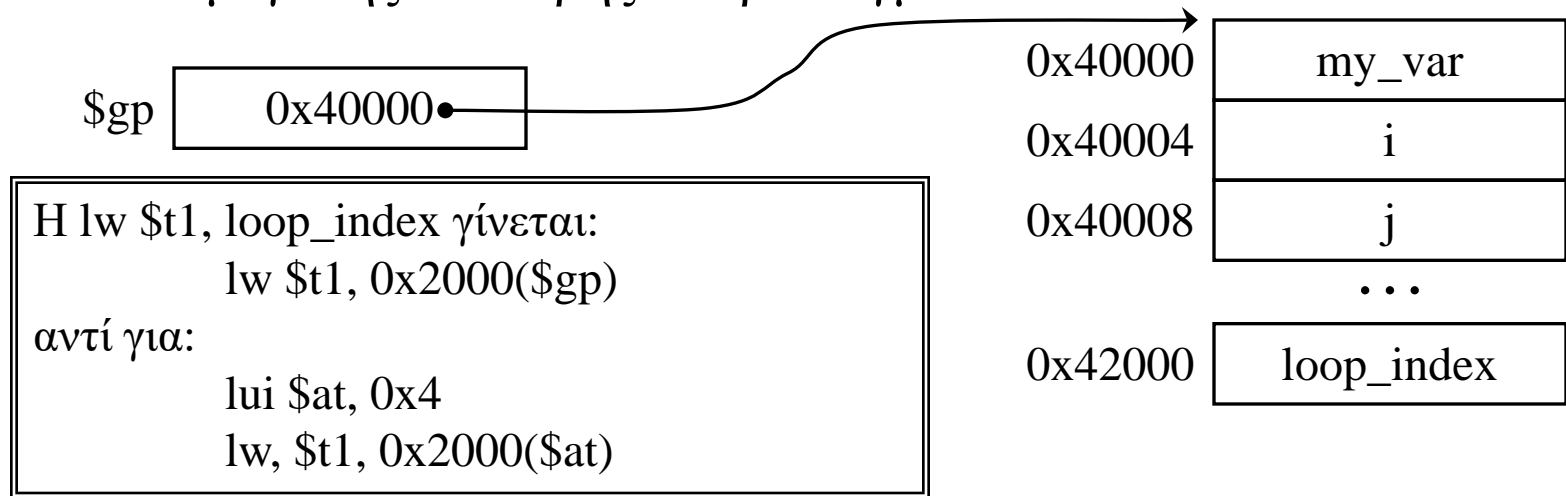 $gp
0x40000
0x40000 my_var
0x40004 i
0x40008 j
...
0x42000 loop_index
Η lw $t1, loop_index γίνεται:
lw $t1, 0x2000($gp)
αντί για:
lui $at, 0x4
lw, $t1, 0x2000($at)